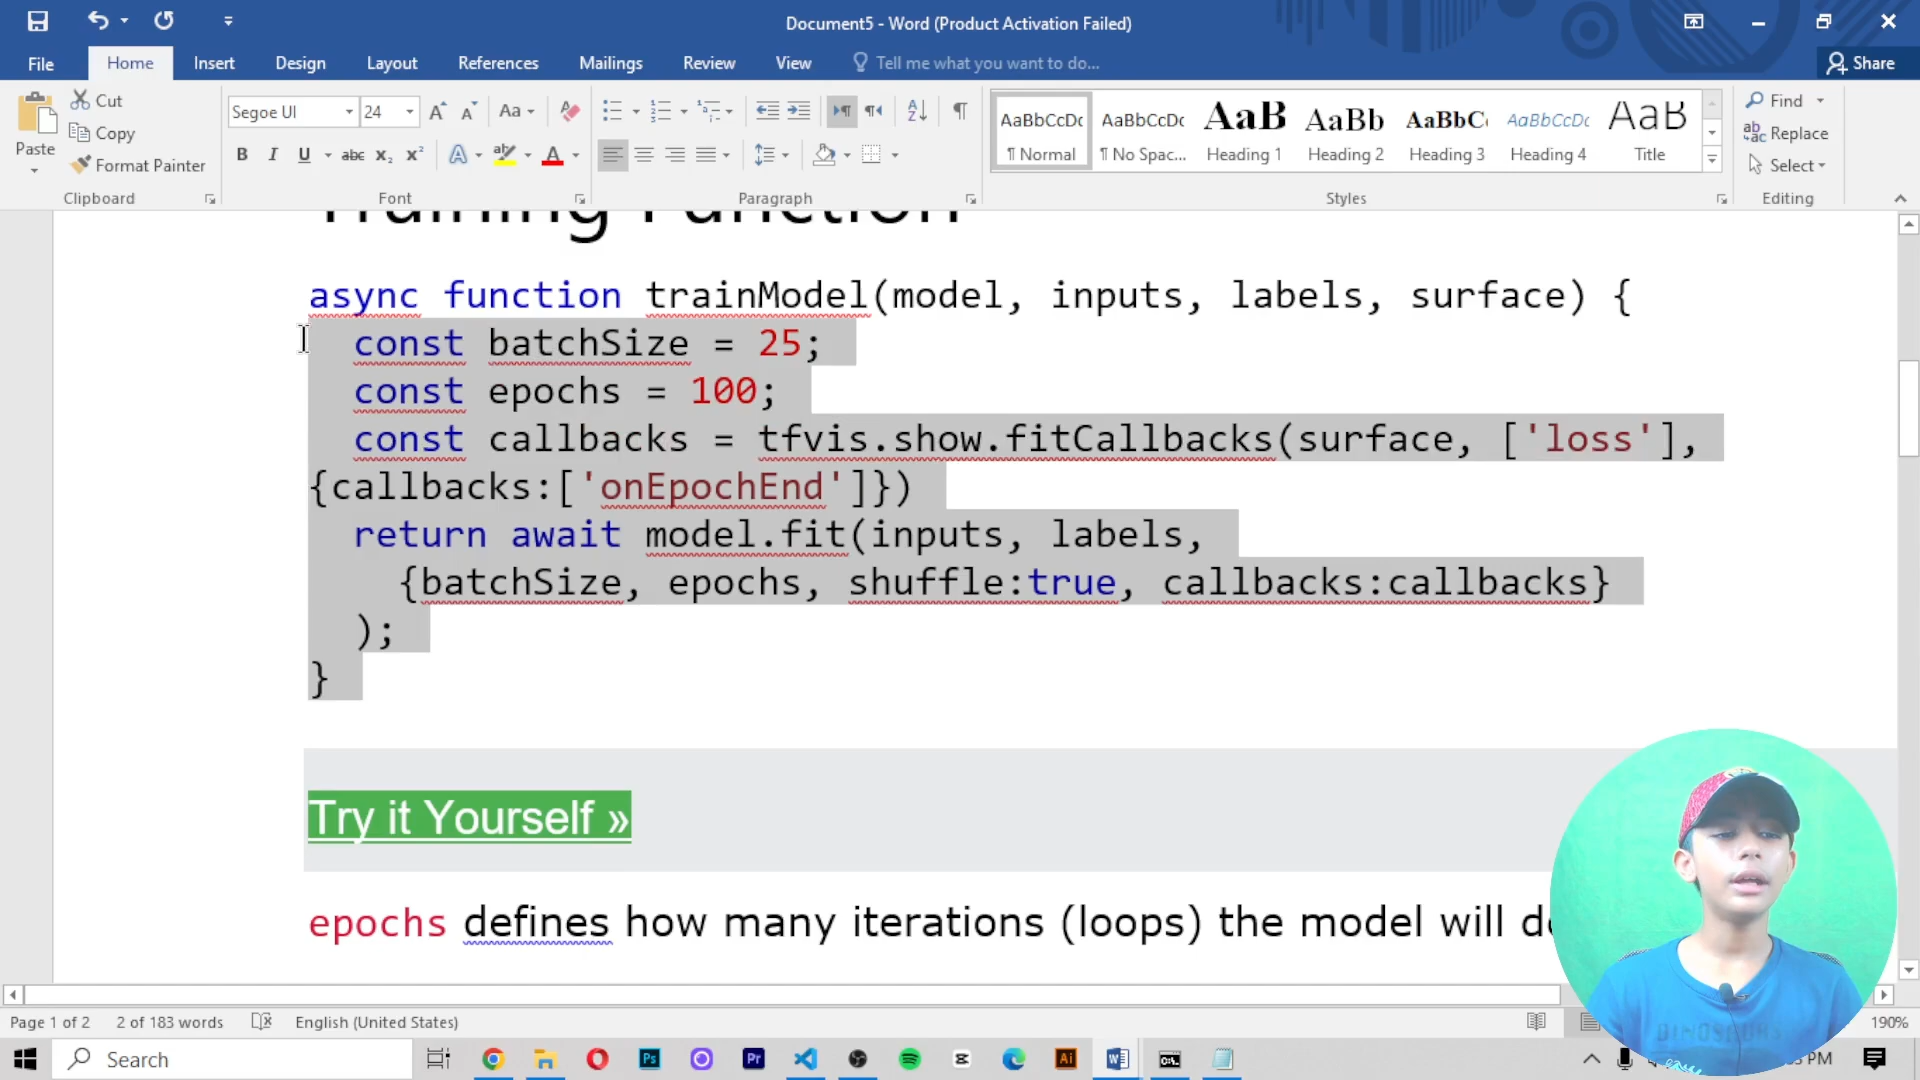 Document5 - Word (Product Activation Failed)
File Home Insert Design Layout References Mailings Review View Tell me what you want to do... Share
Paste
Cut
Copy
Format Painter
Clipboard
Segoe UI 24
Font
Paragraph
AaBbCcDc AaBbCcDc AaB AaBb AaBbC AaBbCcDc AaB
¶ Normal ¶ No Spac... Heading 1 Heading 2 Heading 3 Heading 4 Title
Styles
Find
Replace
Select
Editing
Training Function
async function trainModel(model, inputs, labels, surface) {
const batchSize = 25;
const epochs = 100;
const callbacks = tfvis.show.fitCallbacks(surface, ['loss'],
{callbacks:['onEpochEnd']})
return await model.fit(inputs, labels,
{batchSize, epochs, shuffle:true, callbacks:callbacks}
);
}
Try it Yourself »
epochs defines how many iterations (loops) the model will
Page 1 of 2 2 of 183 words English (United States) 190%
Search PM